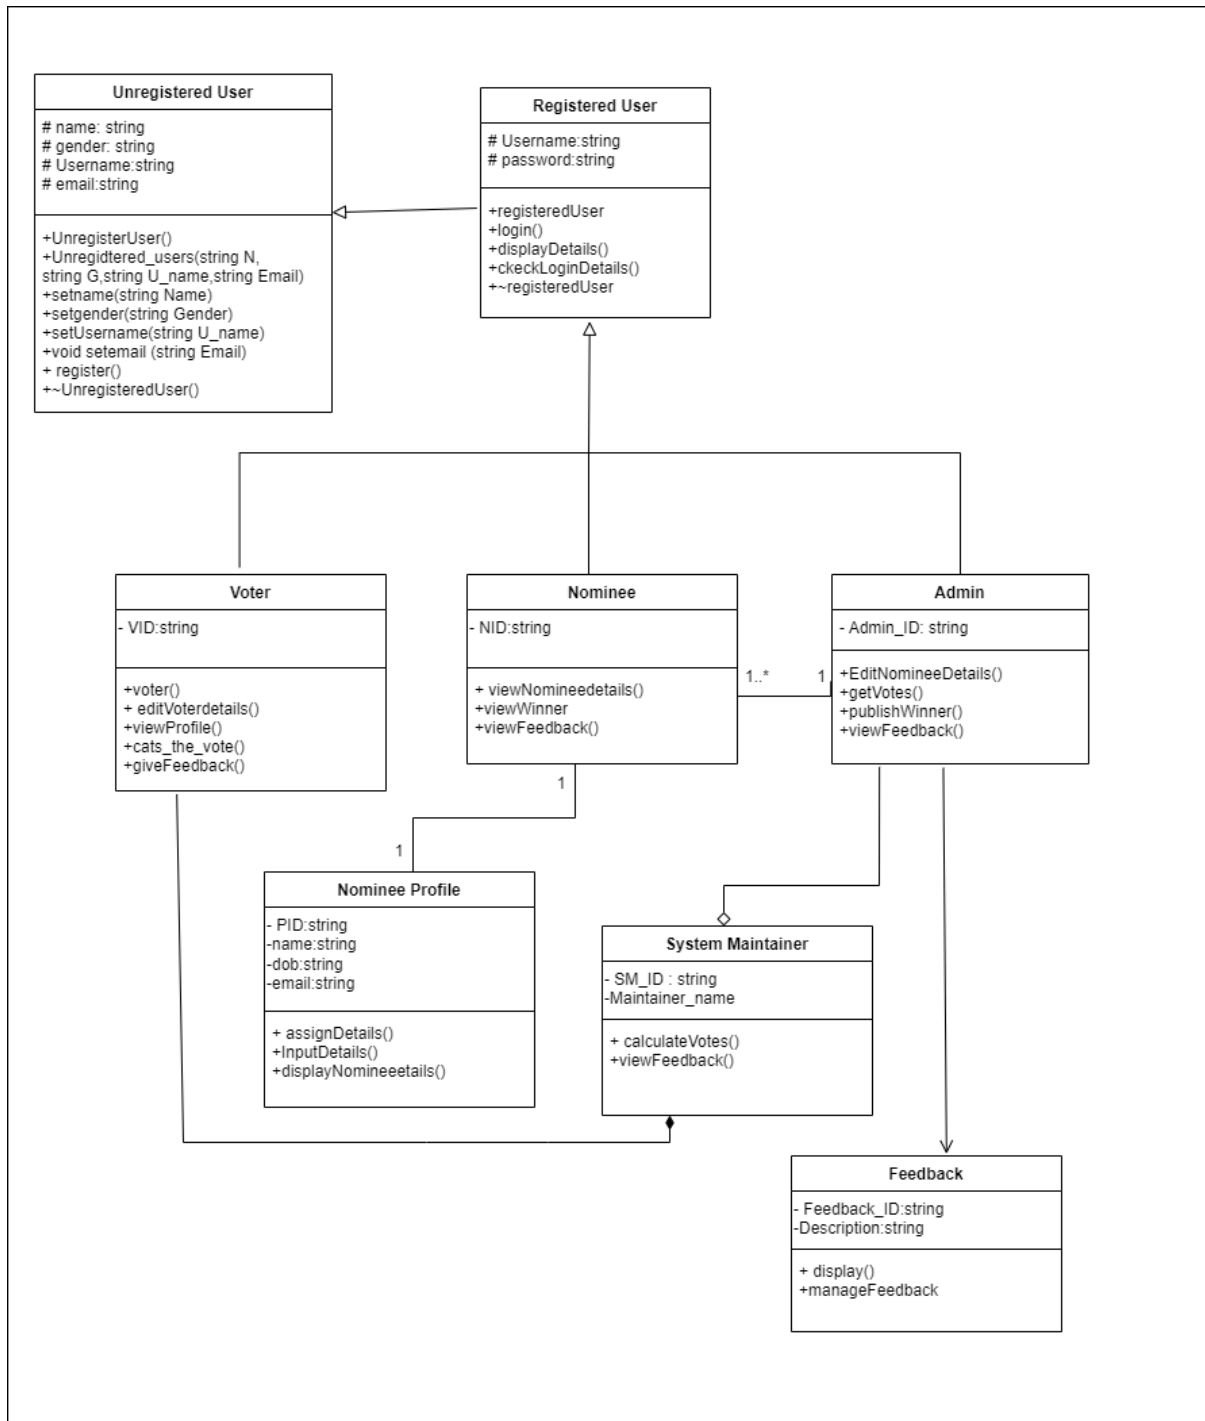 Unregistered User
# name: string
# gender: string
# Username:string
# email:string
+UnregisterUser()
+Unregidtered_users(string N,
string G,string U_name,string Email)
+setname(string Name)
+setgender(string Gender)
+setUsername(string U_name)
+void setemail (string Email)
+ register()
+~UnregisteredUser()
Registered User
# Username:string
# password:string
+registeredUser
+login()
+displayDetails()
+ckeckLoginDetails()
+~registeredUser
Voter
- VID:string
+voter()
+ editVoterdetails()
+viewProfile()
+cats_the_vote()
+giveFeedback()
Nominee
- NID:string
+ viewNomineedetails()
+viewWinner
+viewFeedback()
1..*
1
Admin
- Admin_ID: string
+EditNomineeDetails()
+getVotes()
+publishWinner()
+viewFeedback()
1
1
Nominee Profile
- PID:string
-name:string
-dob:string
-email:string
+ assignDetails()
+InputDetails()
+displayNomineeetails()
System Maintainer
- SM_ID : string
-Maintainer_name
+ calculateVotes()
+viewFeedback()
Feedback
- Feedback_ID:string
-Description:string
+ display()
+manageFeedback